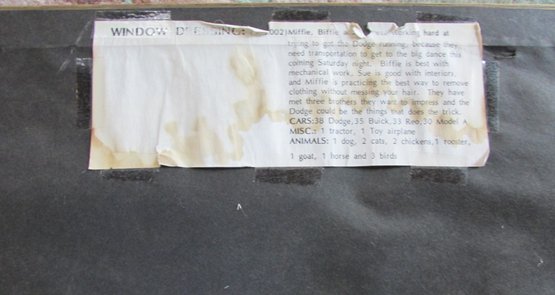 WINDOW DRESSING: 002) Miffie, Biffie working hard at
trying to get the Dodge running, because they
need transportation to get to the big dance this
coming Saturday night. Biffie is best with
mechanical work, Sue is good with interiors
and Miffie is practicing the best way to remove
clothing without messing your hair. They have
met three brothers they want to impress and the
Dodge could be the things that does the trick.
CARS:38 Dodge,35 Buick,33 Reo,30 Model A
MISC.: 1 tractor, 1 Toy airplane
ANIMALS: 1 dog, 2 cats, 2 chickens,1 rooster,
1 goat, 1 horse and 3 birds